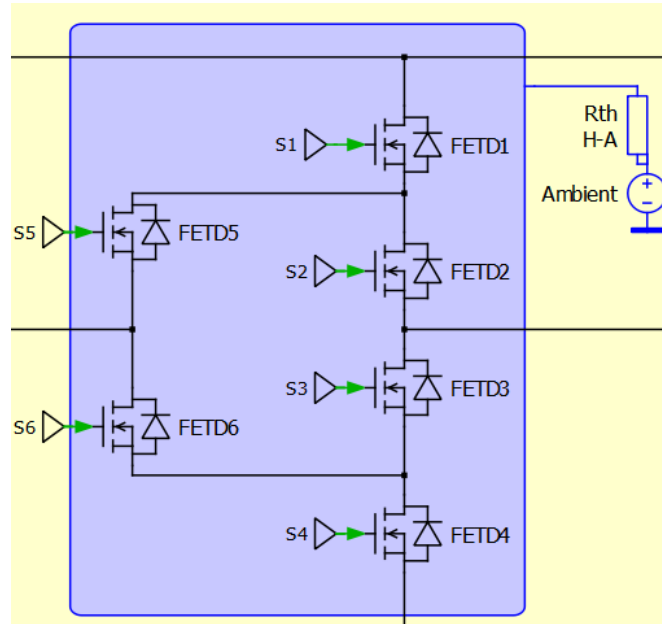 S1
FETD1
Rth
H-A
Ambient
S5
FETD5
S2
FETD2
S3
FETD3
S6
FETD6
S4
FETD4